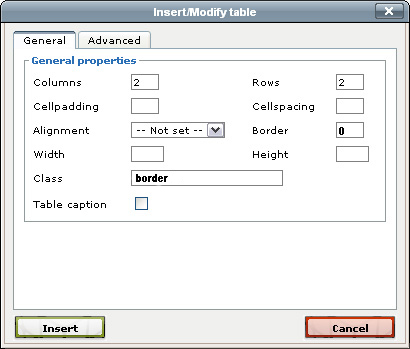 Insert/Modify table
General Advanced
General properties
Columns 2 Rows 2
Cellpadding Cellspacing
Alignment -- Not set -- Border 0
Width Height
Class border
Table caption
Insert Cancel